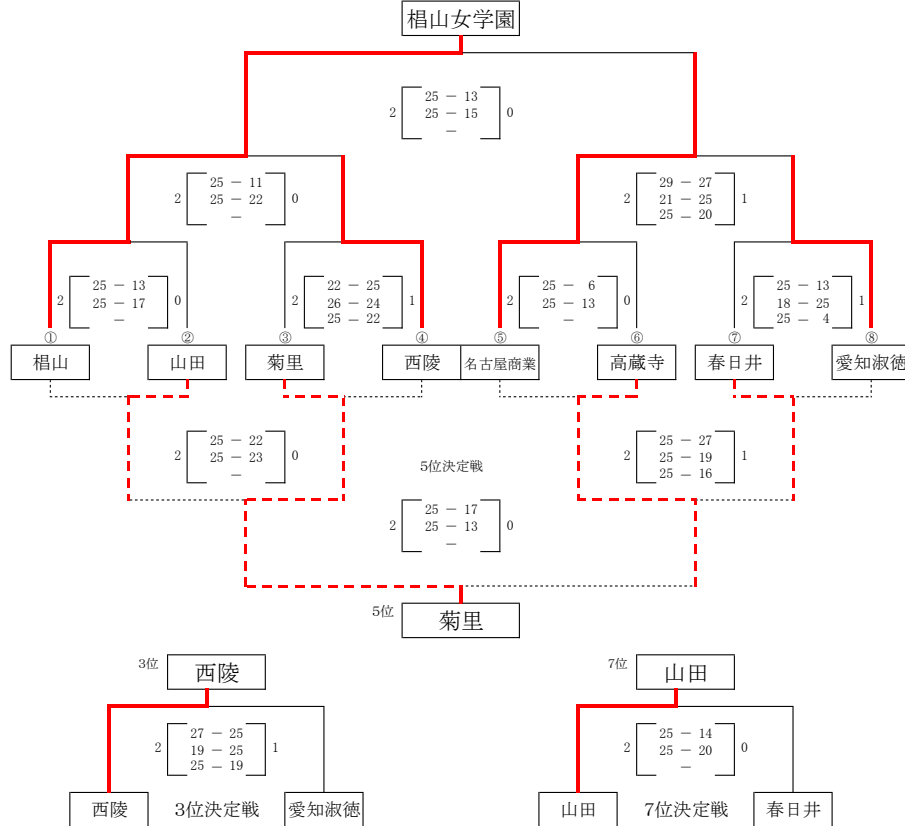 椙山女学園
25 － 13
2 25 － 15 0
－
25 － 11
2 25 － 22 0
－
29 － 27
2 21 － 25 1
25 － 20
25 － 13
2 25 － 17 0
－
22 － 25
2 26 － 24 1
25 － 22
25 － 6
2 25 － 13 0
－
25 － 13
2 18 － 25 1
25 － 4
① ② ③ ④ ⑤ ⑥ ⑦ ⑧
椙山 山田 菊里 西陵 名古屋商業 高蔵寺 春日井 愛知淑徳
25 － 22
2 25 － 23 0
－
25 － 27
2 25 － 19 1
25 － 16
5位決定戦
25 － 17
2 25 － 13 0
－
5位 菊里
3位 西陵
27 － 25
2 19 － 25 1
25 － 19
西陵 3位決定戦 愛知淑徳
7位 山田
25 － 14
2 25 － 20 0
－
山田 7位決定戦 春日井